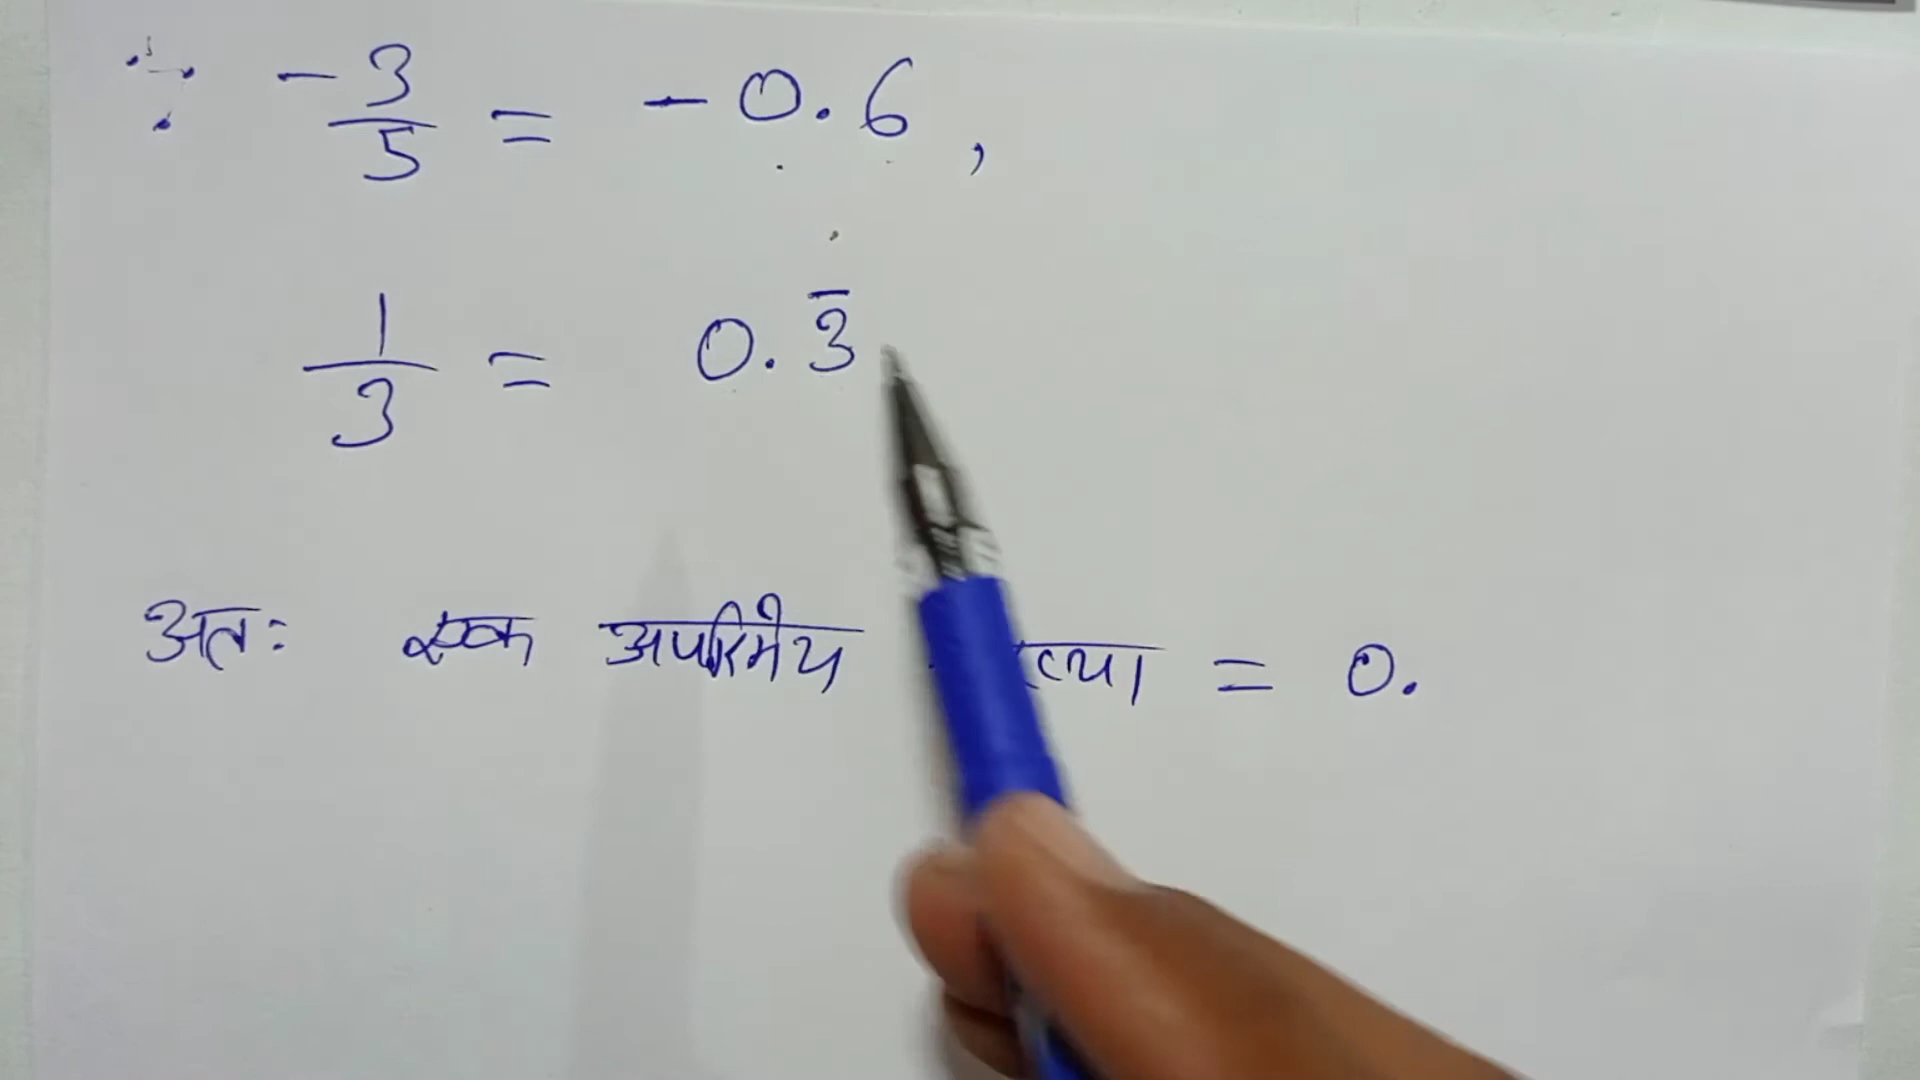 ∵ -3/5 = -0.6,
1/3 = 0.3̅
अतः एक अपरिमेय = 0.